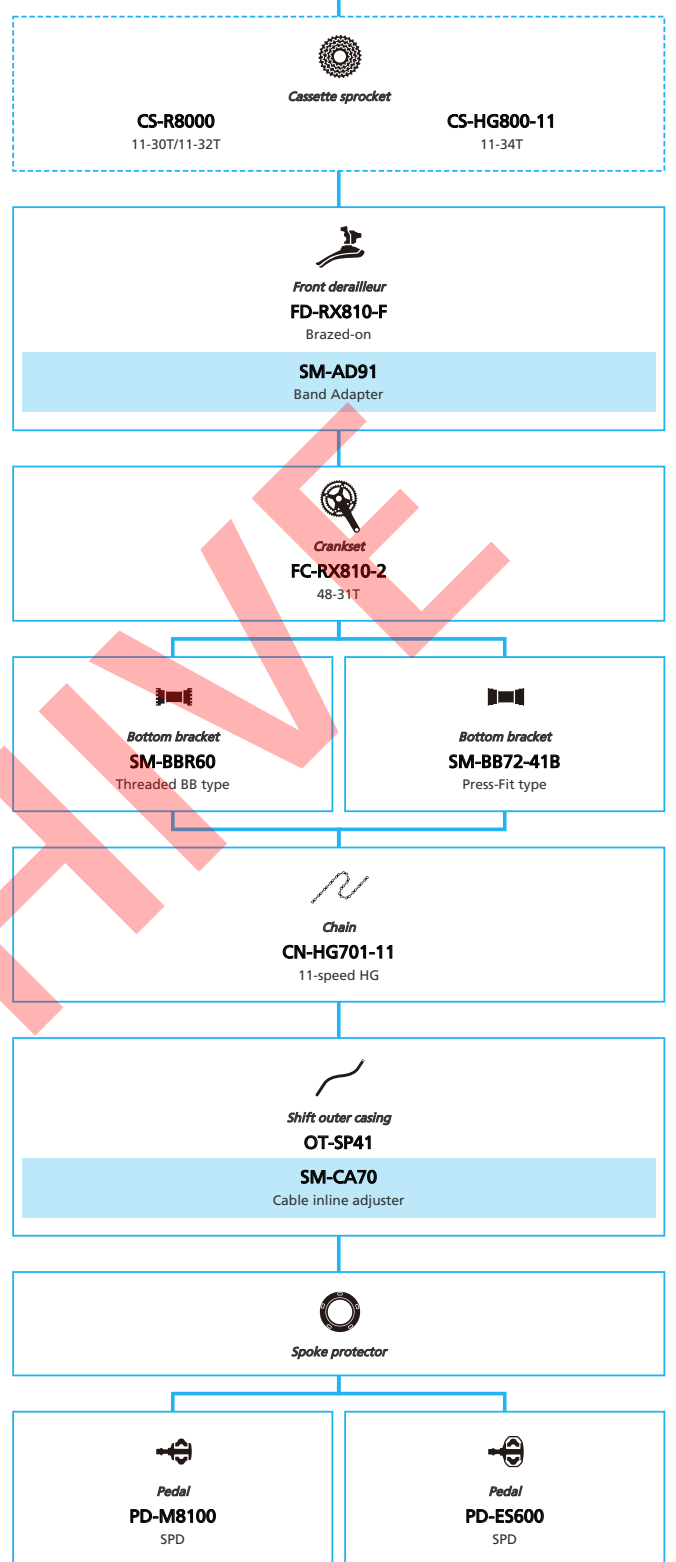 Cassette sprocket
CS-R8000
11-30T/11-32T
CS-HG800-11
11-34T
Front derailleur
FD-RX810-F
Brazed-on
SM-AD91
Band Adapter
Crankset
FC-RX810-2
48-31T
Bottom bracket
SM-BBR60
Threaded BB type
Bottom bracket
SM-BB72-41B
Press-Fit type
Chain
CN-HG701-11
11-speed HG
Shift outer casing
OT-SP41
SM-CA70
Cable inline adjuster
Spoke protector
Pedal
PD-M8100
SPD
Pedal
PD-ES600
SPD
HIVE